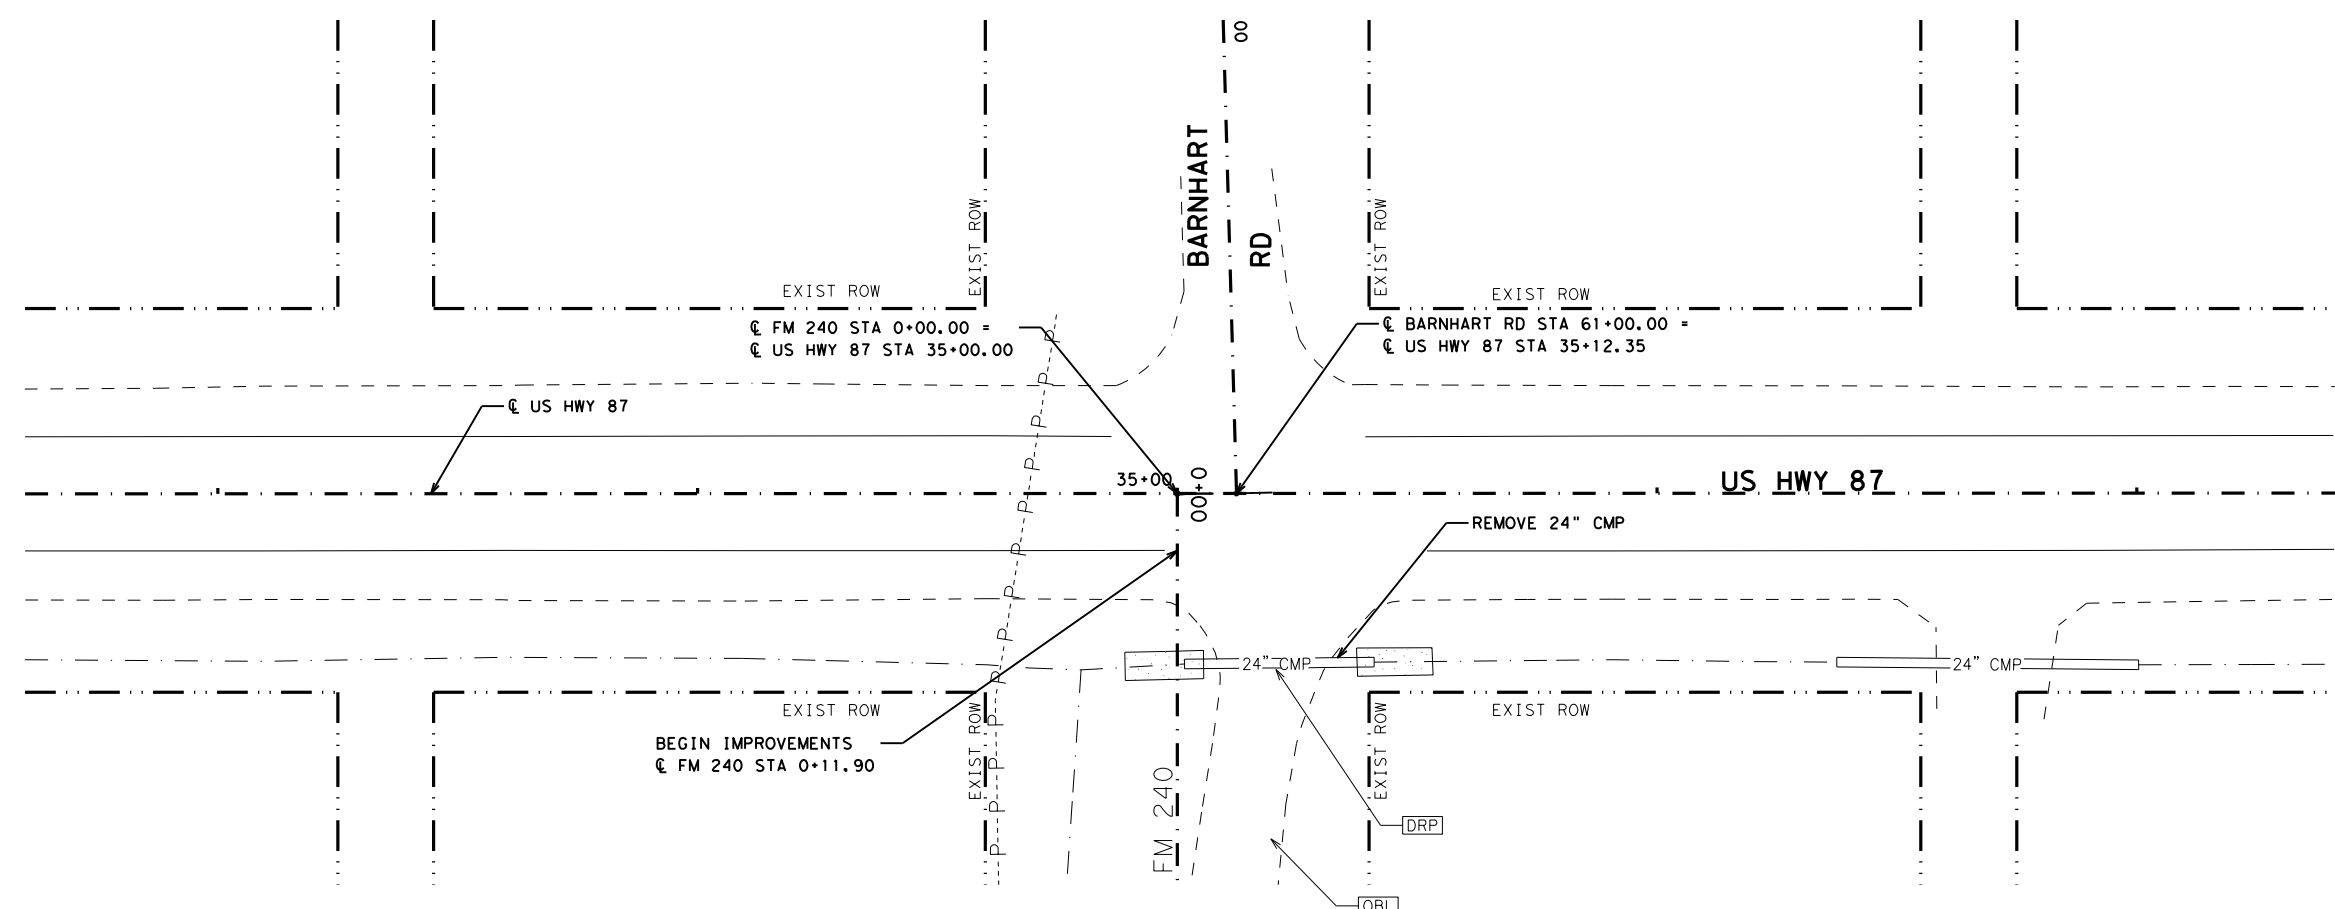 00
BARNHART
RD
EXIST ROW
EXIST ROW
EXIST ROW
EXIST ROW
℄ FM 240 STA 0+00.00 =
℄ US HWY 87 STA 35+00.00
℄ BARNHART RD STA 61+00.00 =
℄ US HWY 87 STA 35+12.35
℄ US HWY 87
35+00
0+00
US HWY 87
REMOVE 24" CMP
P P P P P P P P P P P P P
24" CMP
24" CMP
EXIST ROW
EXIST ROW
EXIST ROW
EXIST ROW
BEGIN IMPROVEMENTS
℄ FM 240 STA 0+11.90
FM 240
DRP